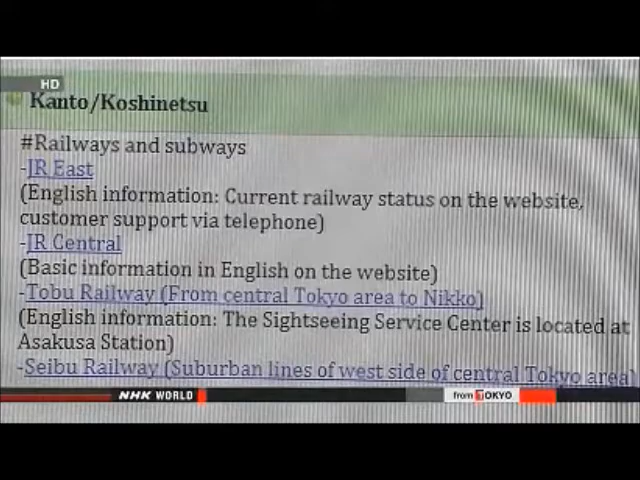 HD
Kanto/Koshinetsu
#Railways and subways
-JR East
(English information: Current railway status on the website,
customer support via telephone)
-JR Central
(Basic information in English on the website)
-Tobu Railway (From central Tokyo area to Nikko)
(English information: The Sightseeing Service Center is located at
Asakusa Station)
-Seibu Railway (Suburban lines of west side of central Tokyo area)
NHK WORLD
from TOKYO